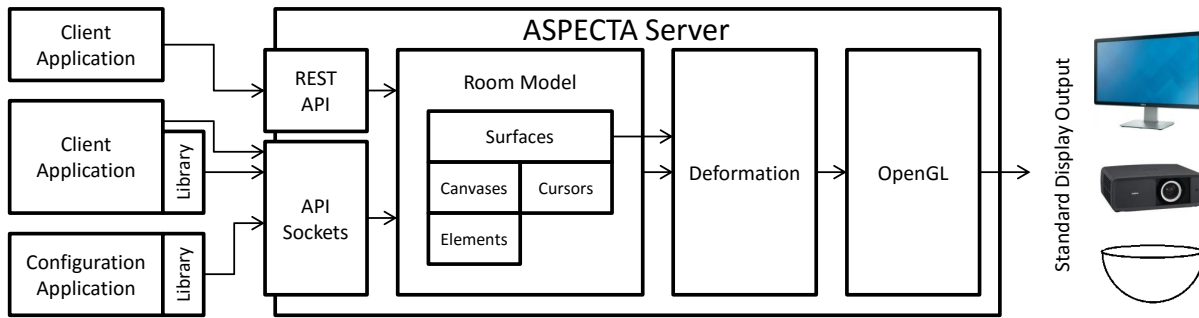 ASPECTA Server
Client
Application
Client
Application
Library
Configuration
Application
Library
REST
API
API
Sockets
Room Model
Surfaces
Canvases
Cursors
Elements
Deformation
OpenGL
Standard Display Output